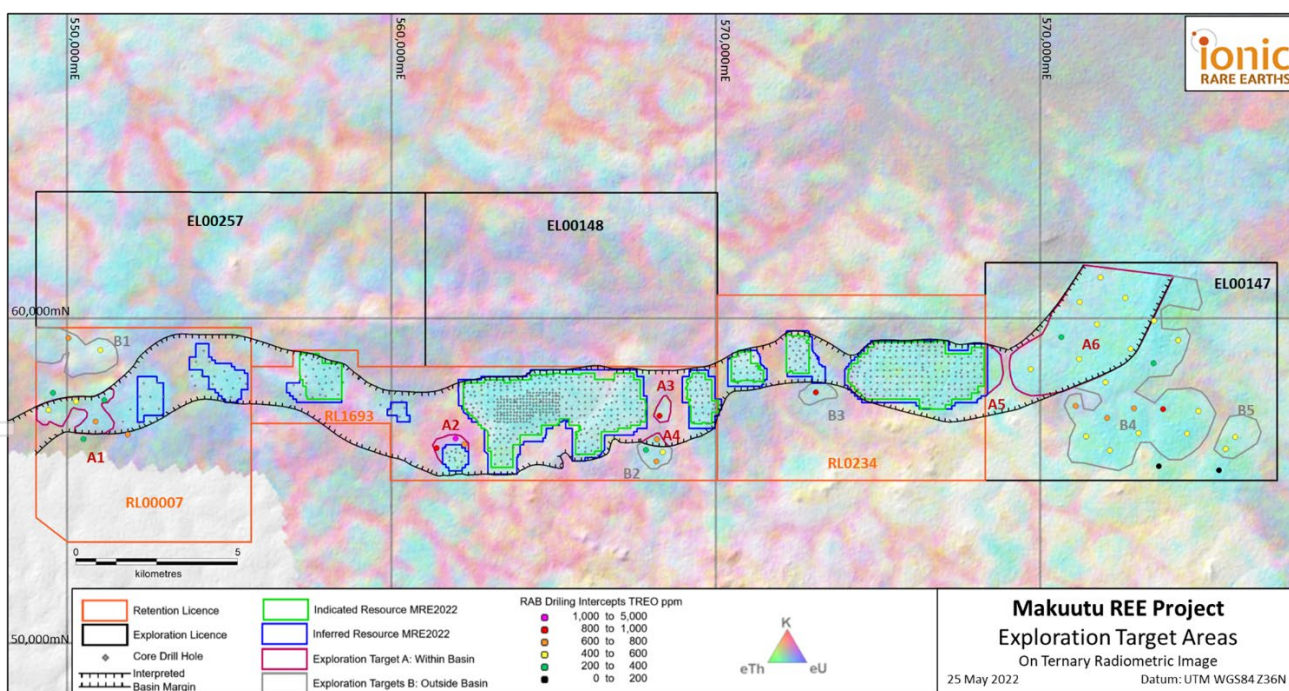 550,000mE
560,000mE
570,000mE
570,000mE
ionic
RARE EARTHS
EL00257
EL00148
EL00147
60,000mN
B1
A6
A3
A5
RL1693
B3
A2
A4
B4
B5
A1
B2
RL0234
RL00007
0 5
kilometres
Retention Licence
Exploration Licence
Core Drill Hole
Interpreted
Basin Margin
Indicated Resource MRE2022
Inferred Resource MRE2022
Exploration Target A: Within Basin
Exploration Targets B: Outside Basin
RAB Driling Intercepts TREO ppm
1,000 to 5,000
800 to 1,000
600 to 800
400 to 600
200 to 400
0 to 200
K
eTh eU
Makuutu REE Project
Exploration Target Areas
On Ternary Radiometric Image
25 May 2022 Datum: UTM WGS84 Z36N
50,000mN